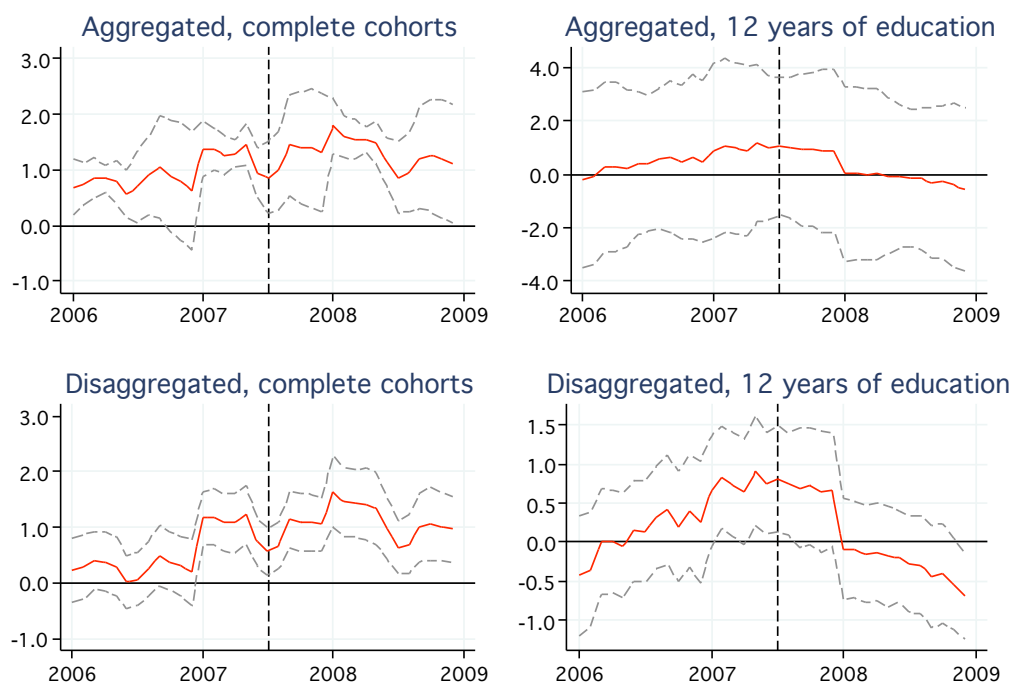 Aggregated, complete cohorts
3.0
2.0
1.0
0.0
-1.0
2006 2007 2008 2009
Aggregated, 12 years of education
4.0
2.0
0.0
-2.0
-4.0
2006 2007 2008 2009
Disaggregated, complete cohorts
3.0
2.0
1.0
0.0
-1.0
2006 2007 2008 2009
Disaggregated, 12 years of education
1.5
1.0
0.5
0.0
-0.5
-1.0
2006 2007 2008 2009